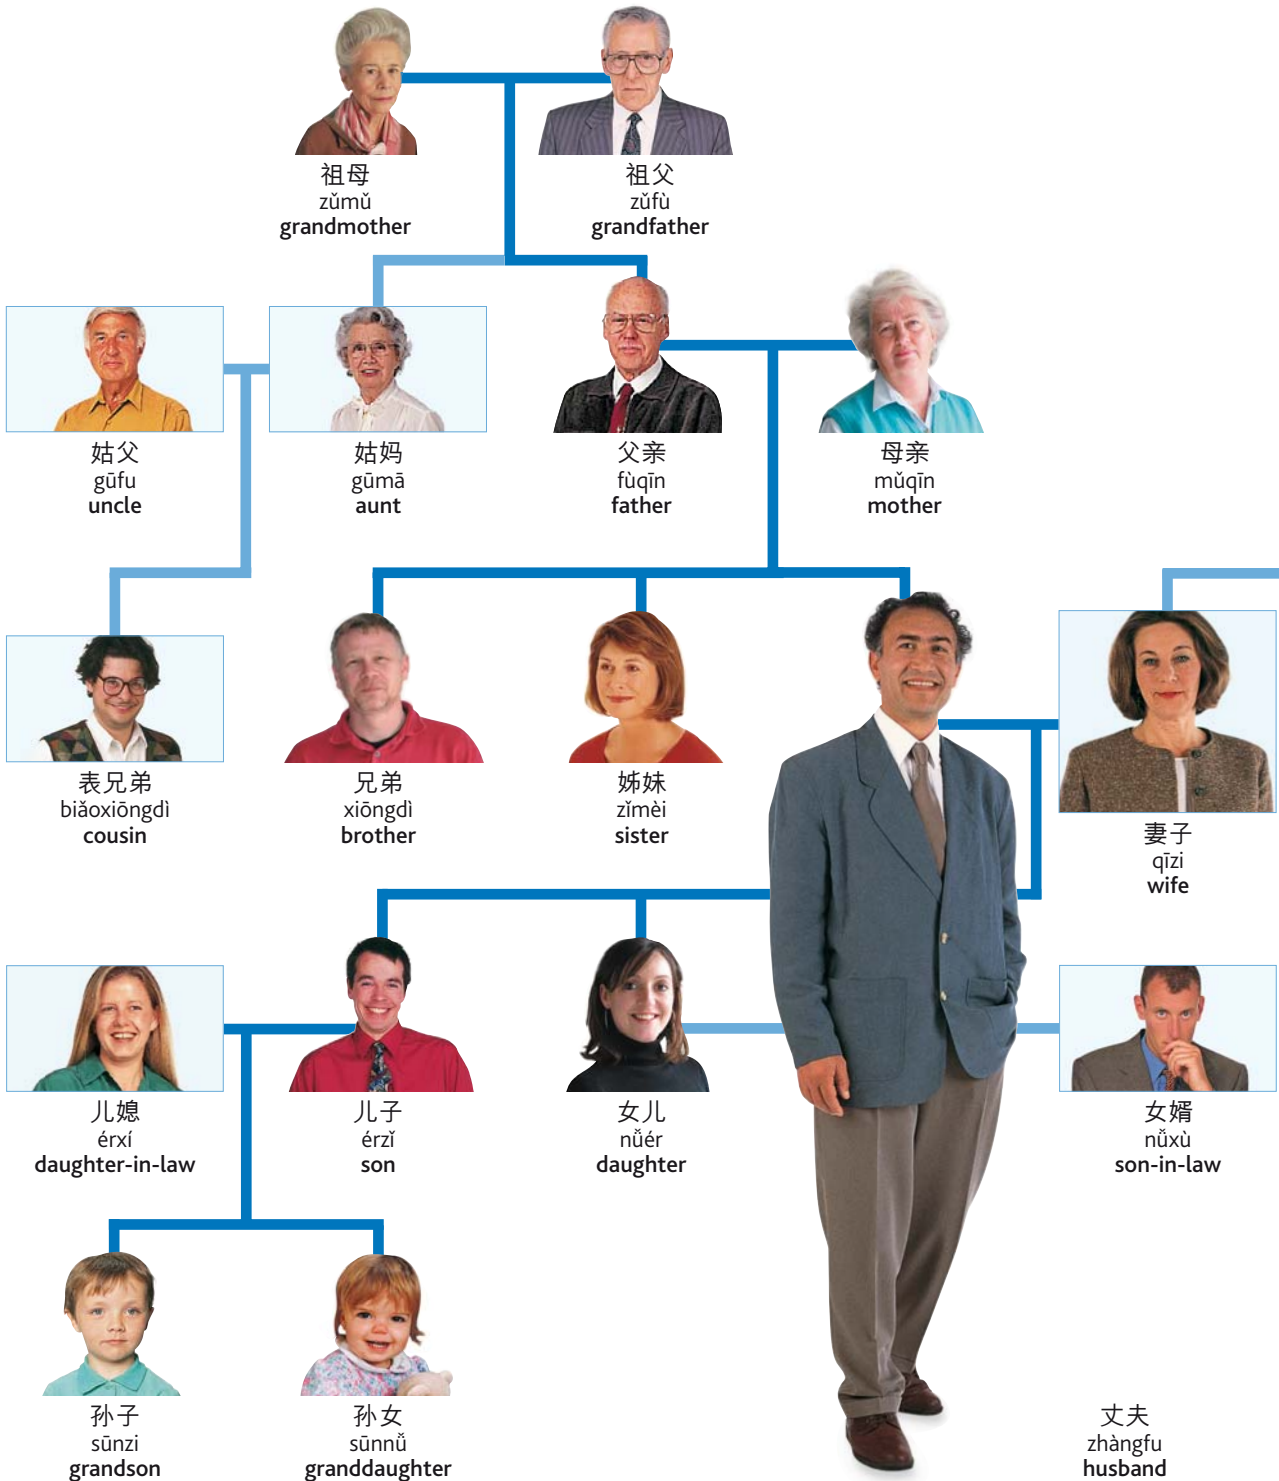 祖母
zǔmǔ
grandmother
祖父
zǔfù
grandfather
姑父
gūfu
uncle
姑妈
gūmā
aunt
父亲
fùqīn
father
母亲
mǔqīn
mother
表兄弟
biǎoxiōngdì
cousin
兄弟
xiōngdì
brother
姊妹
zǐmèi
sister
妻子
qīzi
wife
儿媳
érxí
daughter-in-law
儿子
érzǐ
son
女儿
nǚér
daughter
女婿
nǚxù
son-in-law
孙子
sūnzi
grandson
孙女
sūnnǚ
granddaughter
丈夫
zhàngfu
husband